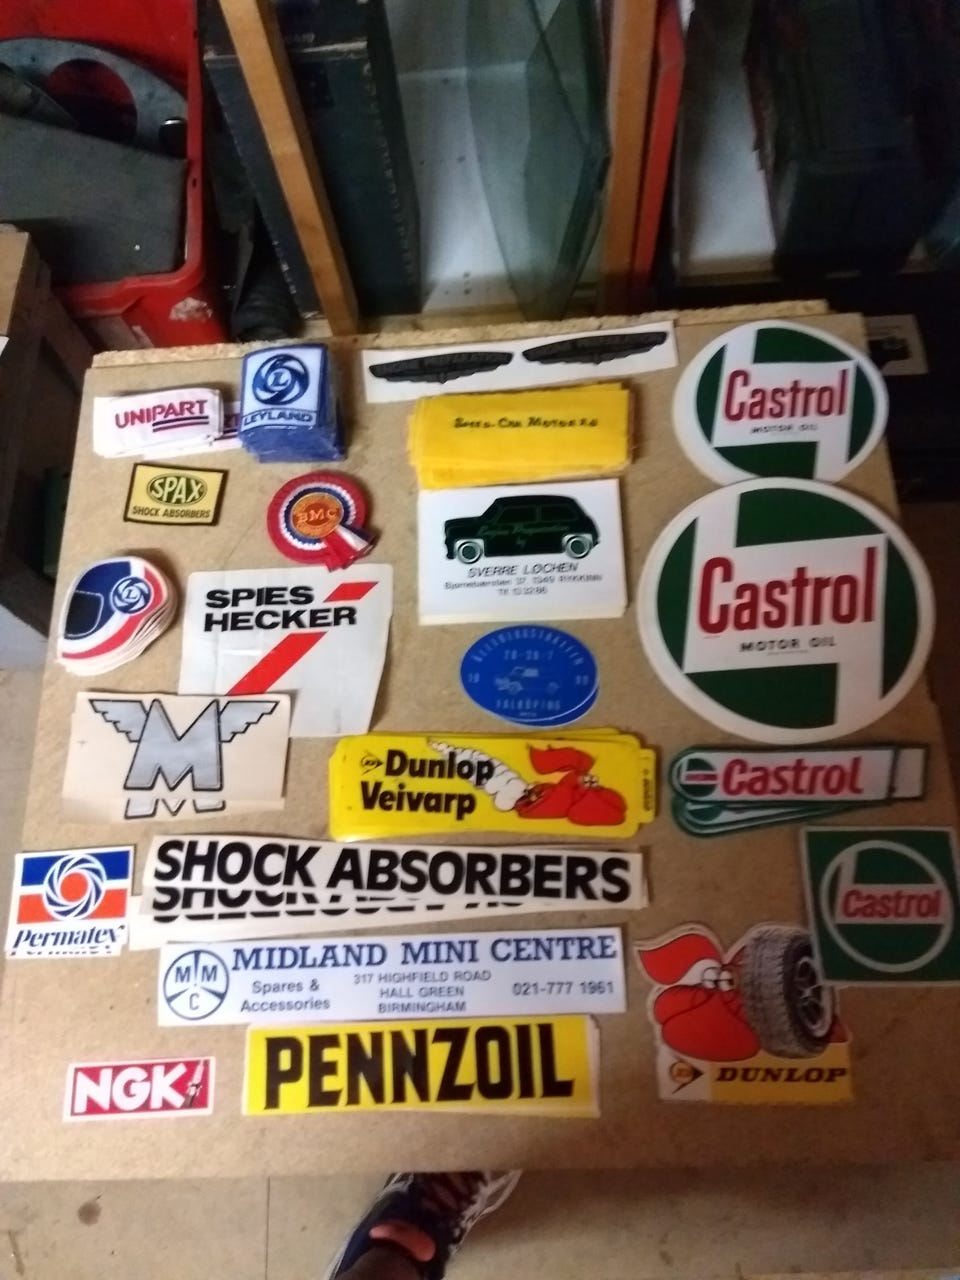 UNIPART
LEYLAND
Castrol
MOTOR OIL
SPAX
SHOCK ABSORBERS
BMC
L
SVERRE LØCHEN
SPIES
HECKER
Castrol
MOTOR OIL
M
Dunlop
Veivarp
Castrol
Permatex
SHOCK ABSORBERS
Castrol
M M
C
MIDLAND MINI CENTRE
Spares &
Accessories
317 HIGHFIELD ROAD
HALL GREEN
BIRMINGHAM
021-777 1961
NGK
PENNZOIL
DUNLOP